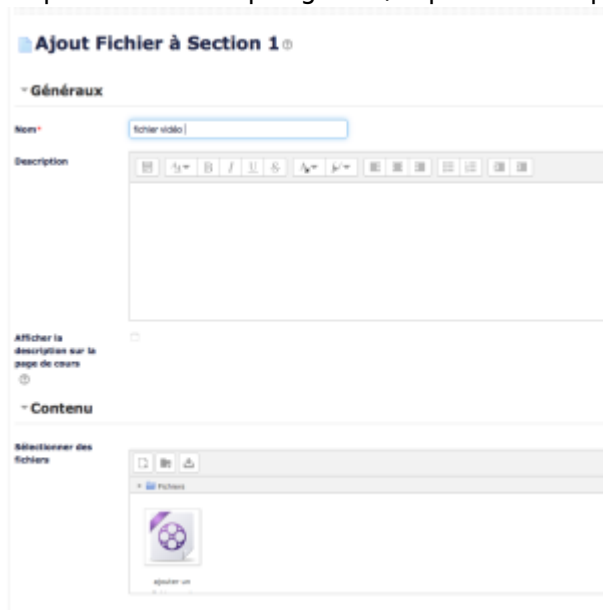 Ajout Fichier à Section 1
Généraux
Nom*
fichier vidéo
Description
B I U S
Afficher la
description sur la
page de cours
Contenu
Sélectionner des
fichiers
Fichiers
ajouter un